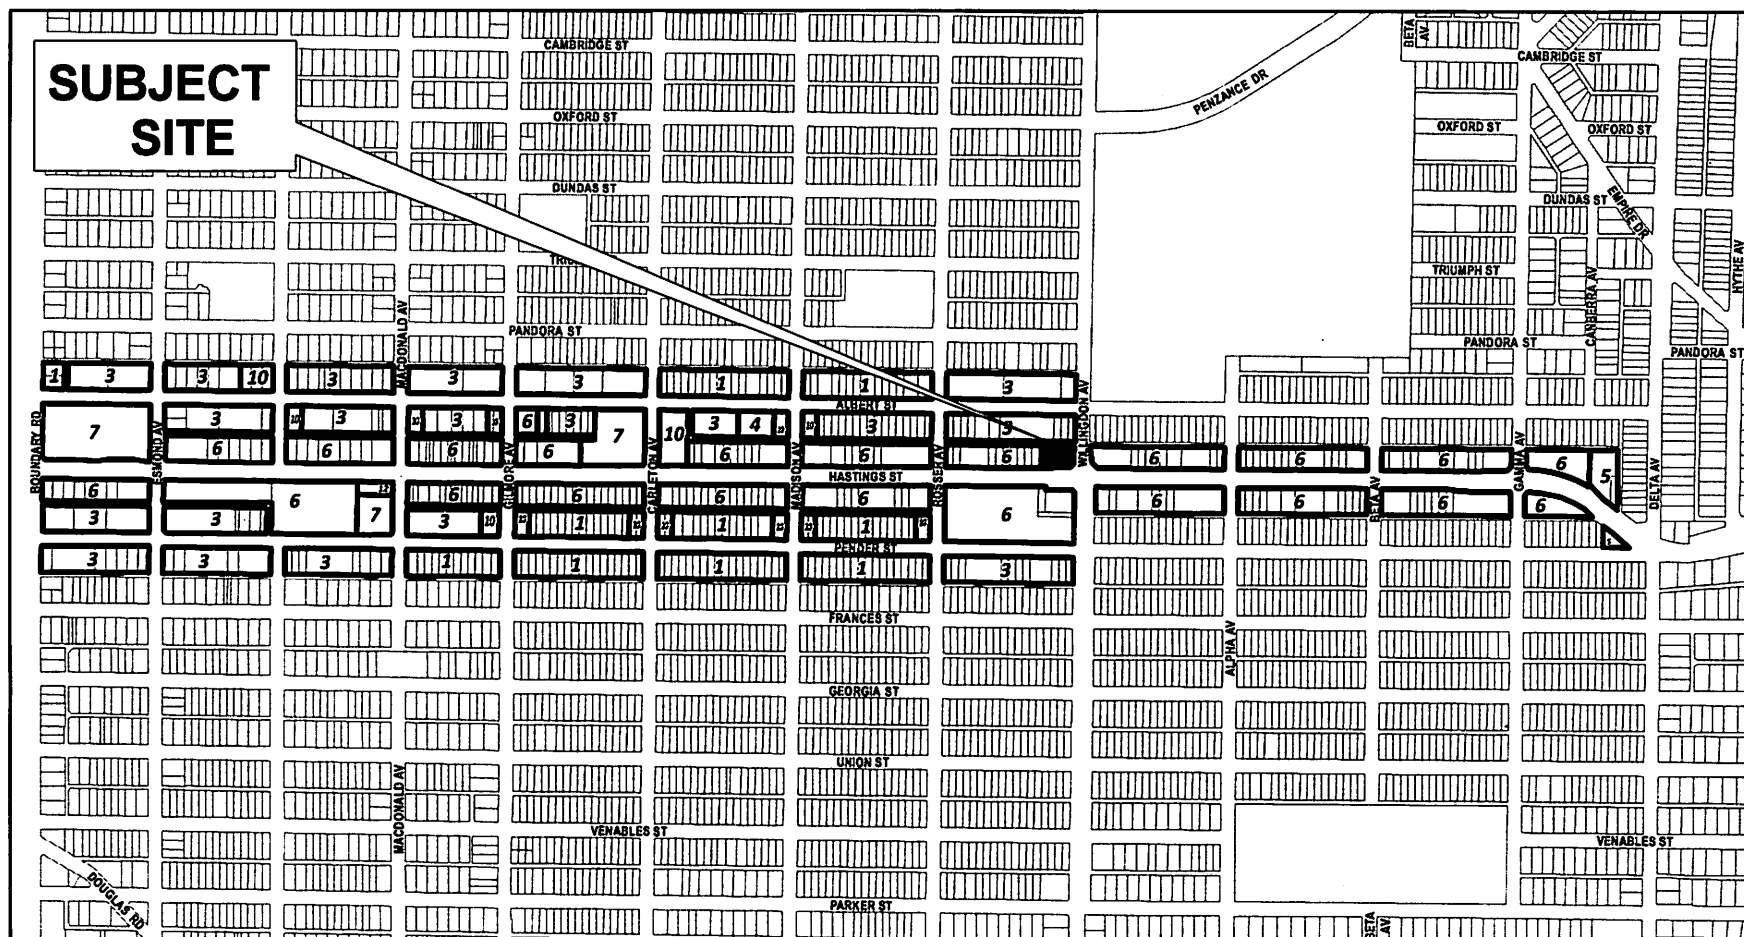 SUBJECT
SITE
CAMBRIDGE ST
BETA
AV.
CAMBRIDGE ST
PENZANCE DR
OXFORD ST
OXFORD ST
OXFORD ST
DUNDAS ST
DUNDAS ST
EMPIRE DR
HYTHE AV
TRIUMPH ST
CANBERRA AV
MACDONALD AV
PANDORA ST
PANDORA ST
PANDORA ST
1 3 3 10 3 3 3 1 1 3
ALBERT ST
BOUNDARY RD
ESMOND AV
GILMORE AV
CARLETON AV
MADISON AV
ROSSER AV
WILLINGDON AV
BETA AV
GAMMA AV
DELTA AV
7 3 3 3 6 3 7 10 3 4 3
6 6 6 6 6 6 6 6 6 6 6 5
HASTINGS ST
6 6 7 6 6 6 6 6 6 6 6 6
3 3 3 10 1 1 1
PENDER ST
3 3 3 1 1 1 1 3
FRANCES ST
ALPHA AV
GEORGIA ST
UNION ST
MACDONALD AV
VENABLES ST
VENABLES ST
DOUGLAS RD
PARKER ST
BETA
AV.